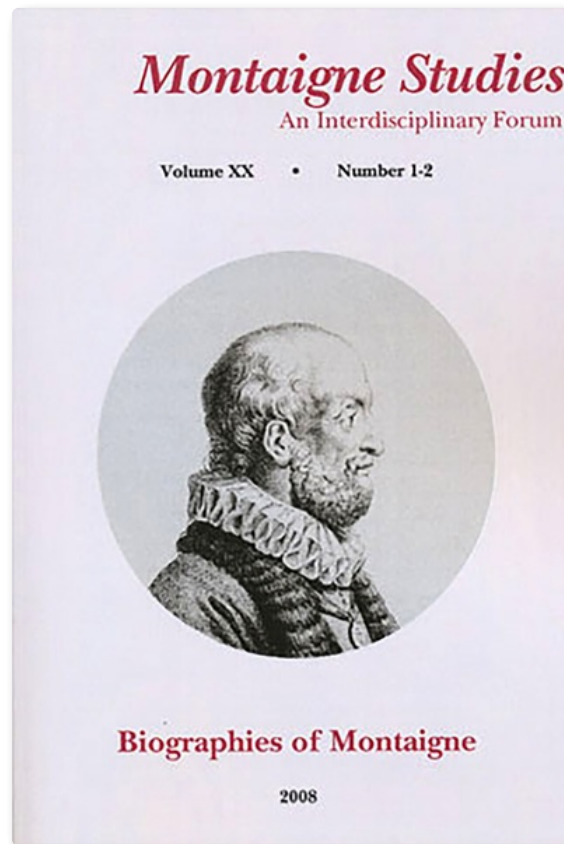 Montaigne Studies
An Interdisciplinary Forum
Volume XX • Number 1-2
Biographies of Montaigne
2008